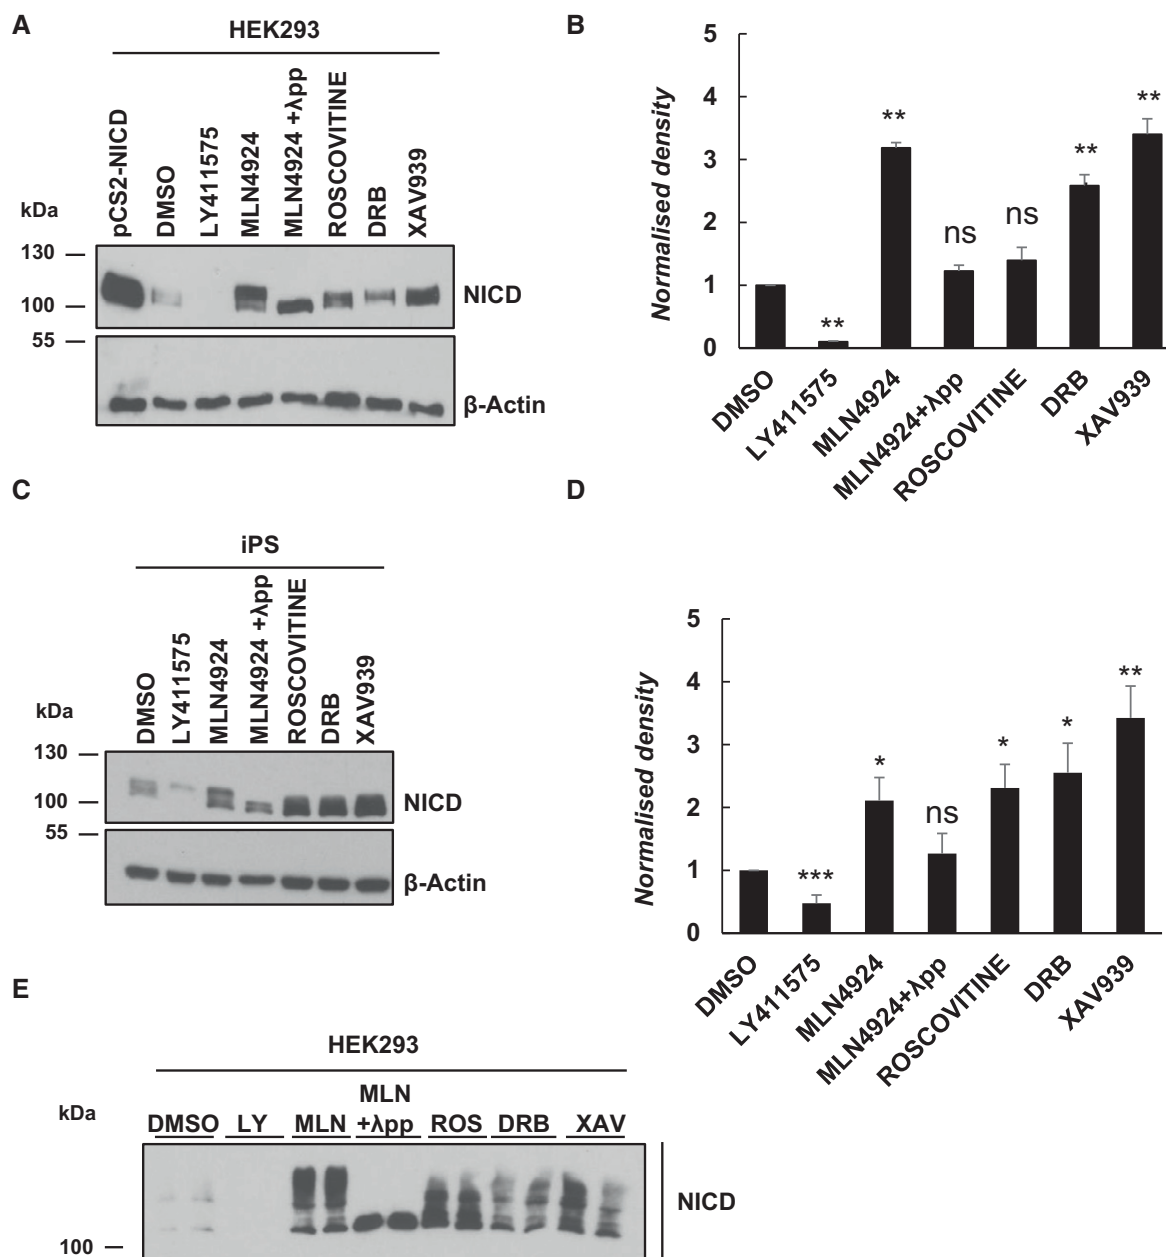 A
HEK293
pCS2-NICD
DMSO
LY411575
MLN4924
MLN4924 +λpp
ROSCOVITINE
DRB
XAV939
kDa
130
100
55
NICD
β-Actin
B
Normalised density
5
4
3
2
1
0
**
**
ns
ns
**
**
DMSO
LY411575
MLN4924
MLN4924+λpp
ROSCOVITINE
DRB
XAV939
C
iPS
DMSO
LY411575
MLN4924
MLN4924 +λpp
ROSCOVITINE
DRB
XAV939
kDa
130
100
55
NICD
β-Actin
D
Normalised density
5
4
3
2
1
0
***
*
ns
*
*
**
DMSO
LY411575
MLN4924
MLN4924+λpp
ROSCOVITINE
DRB
XAV939
E
HEK293
kDa
DMSO LY MLN MLN +λpp ROS DRB XAV
100
NICD